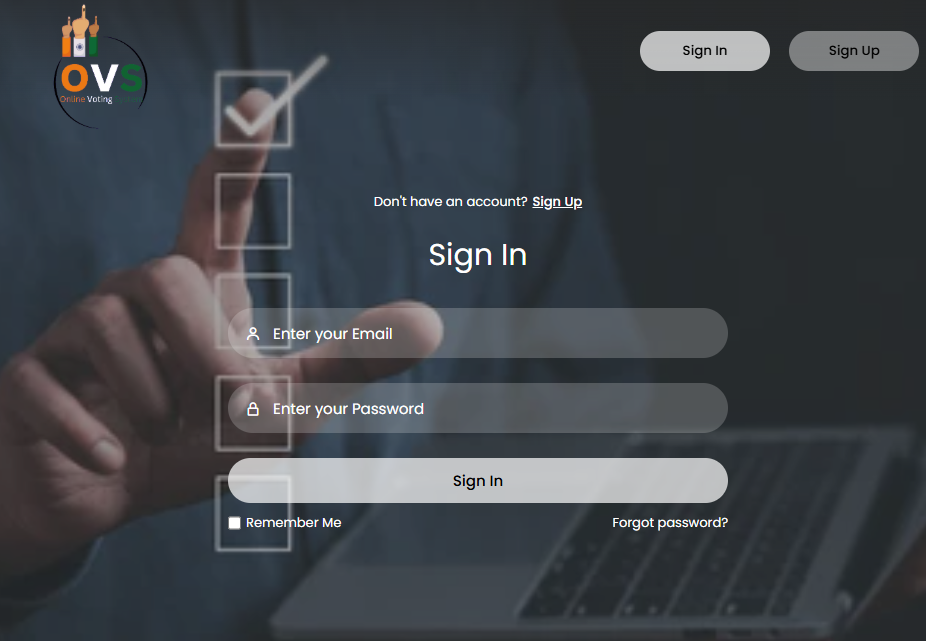 OVS
Online Voting
Sign In
Sign Up
Don't have an account? Sign Up
Sign In
Enter your Email
Enter your Password
Sign In
Remember Me
Forgot password?